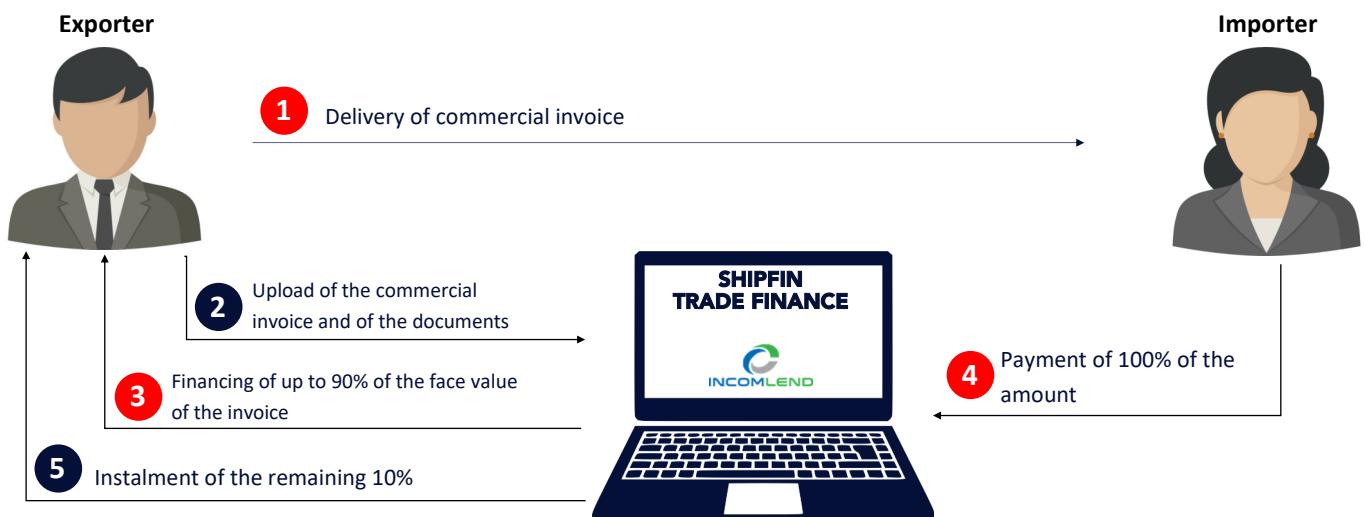 Exporter
Importer
1
Delivery of commercial invoice
2
Upload of the commercial
invoice and of the documents
SHIPFIN
TRADE FINANCE
INCOMLEND
3
Financing of up to 90% of the face value
of the invoice
4
Payment of 100% of the
amount
5
Instalment of the remaining 10%